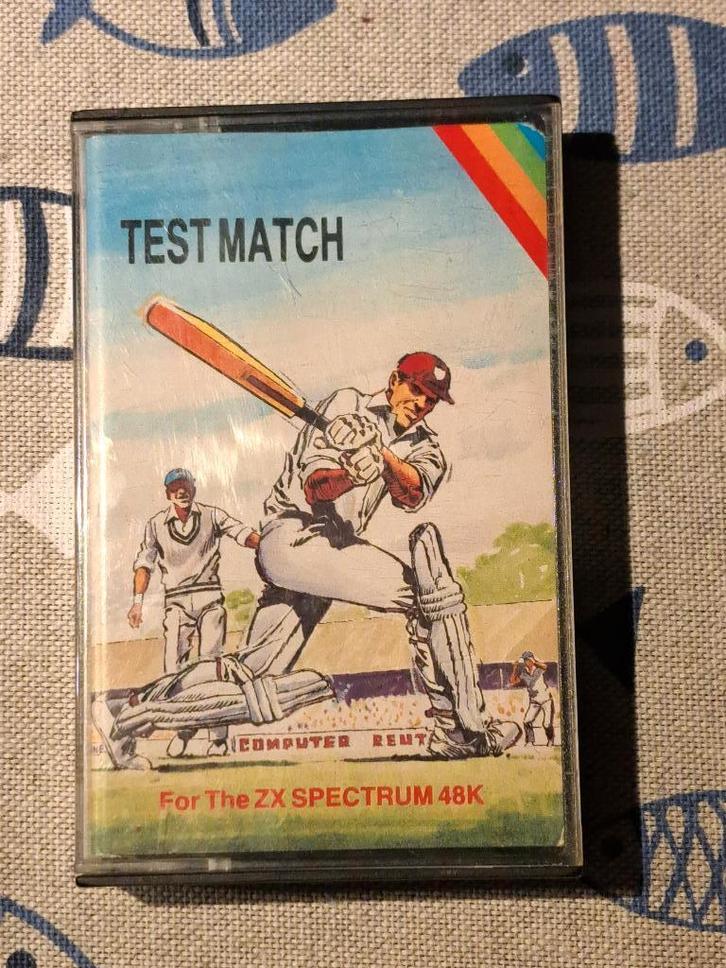 TEST MATCH
COMPUTER RENT
For The ZX SPECTRUM 48K